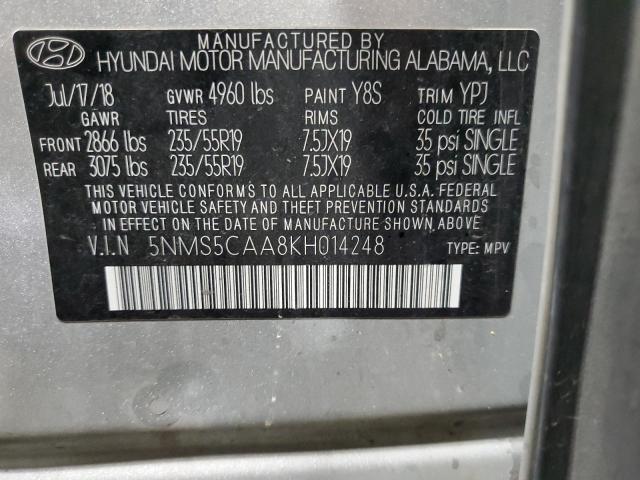 MANUFACTURED BY
HYUNDAI MOTOR MANUFACTURING ALABAMA, LLC
Jul/17/18 GVWR 4960 lbs PAINT Y8S TRIM YPJ
GAWR TIRES RIMS COLD TIRE INFL
FRONT 2866 lbs 235/55R19 7.5JX19 35 psi SINGLE
REAR 3075 lbs 235/55R19 7.5JX19 35 psi SINGLE
THIS VEHICLE CONFORMS TO ALL APPLICABLE U.S.A. FEDERAL
MOTOR VEHICLE SAFETY AND THEFT PREVENTION STANDARDS
IN EFFECT ON THE DATE OF MANUFACTURE SHOWN ABOVE
V.I.N 5NMS5CAA8KH014248 TYPE: MPV